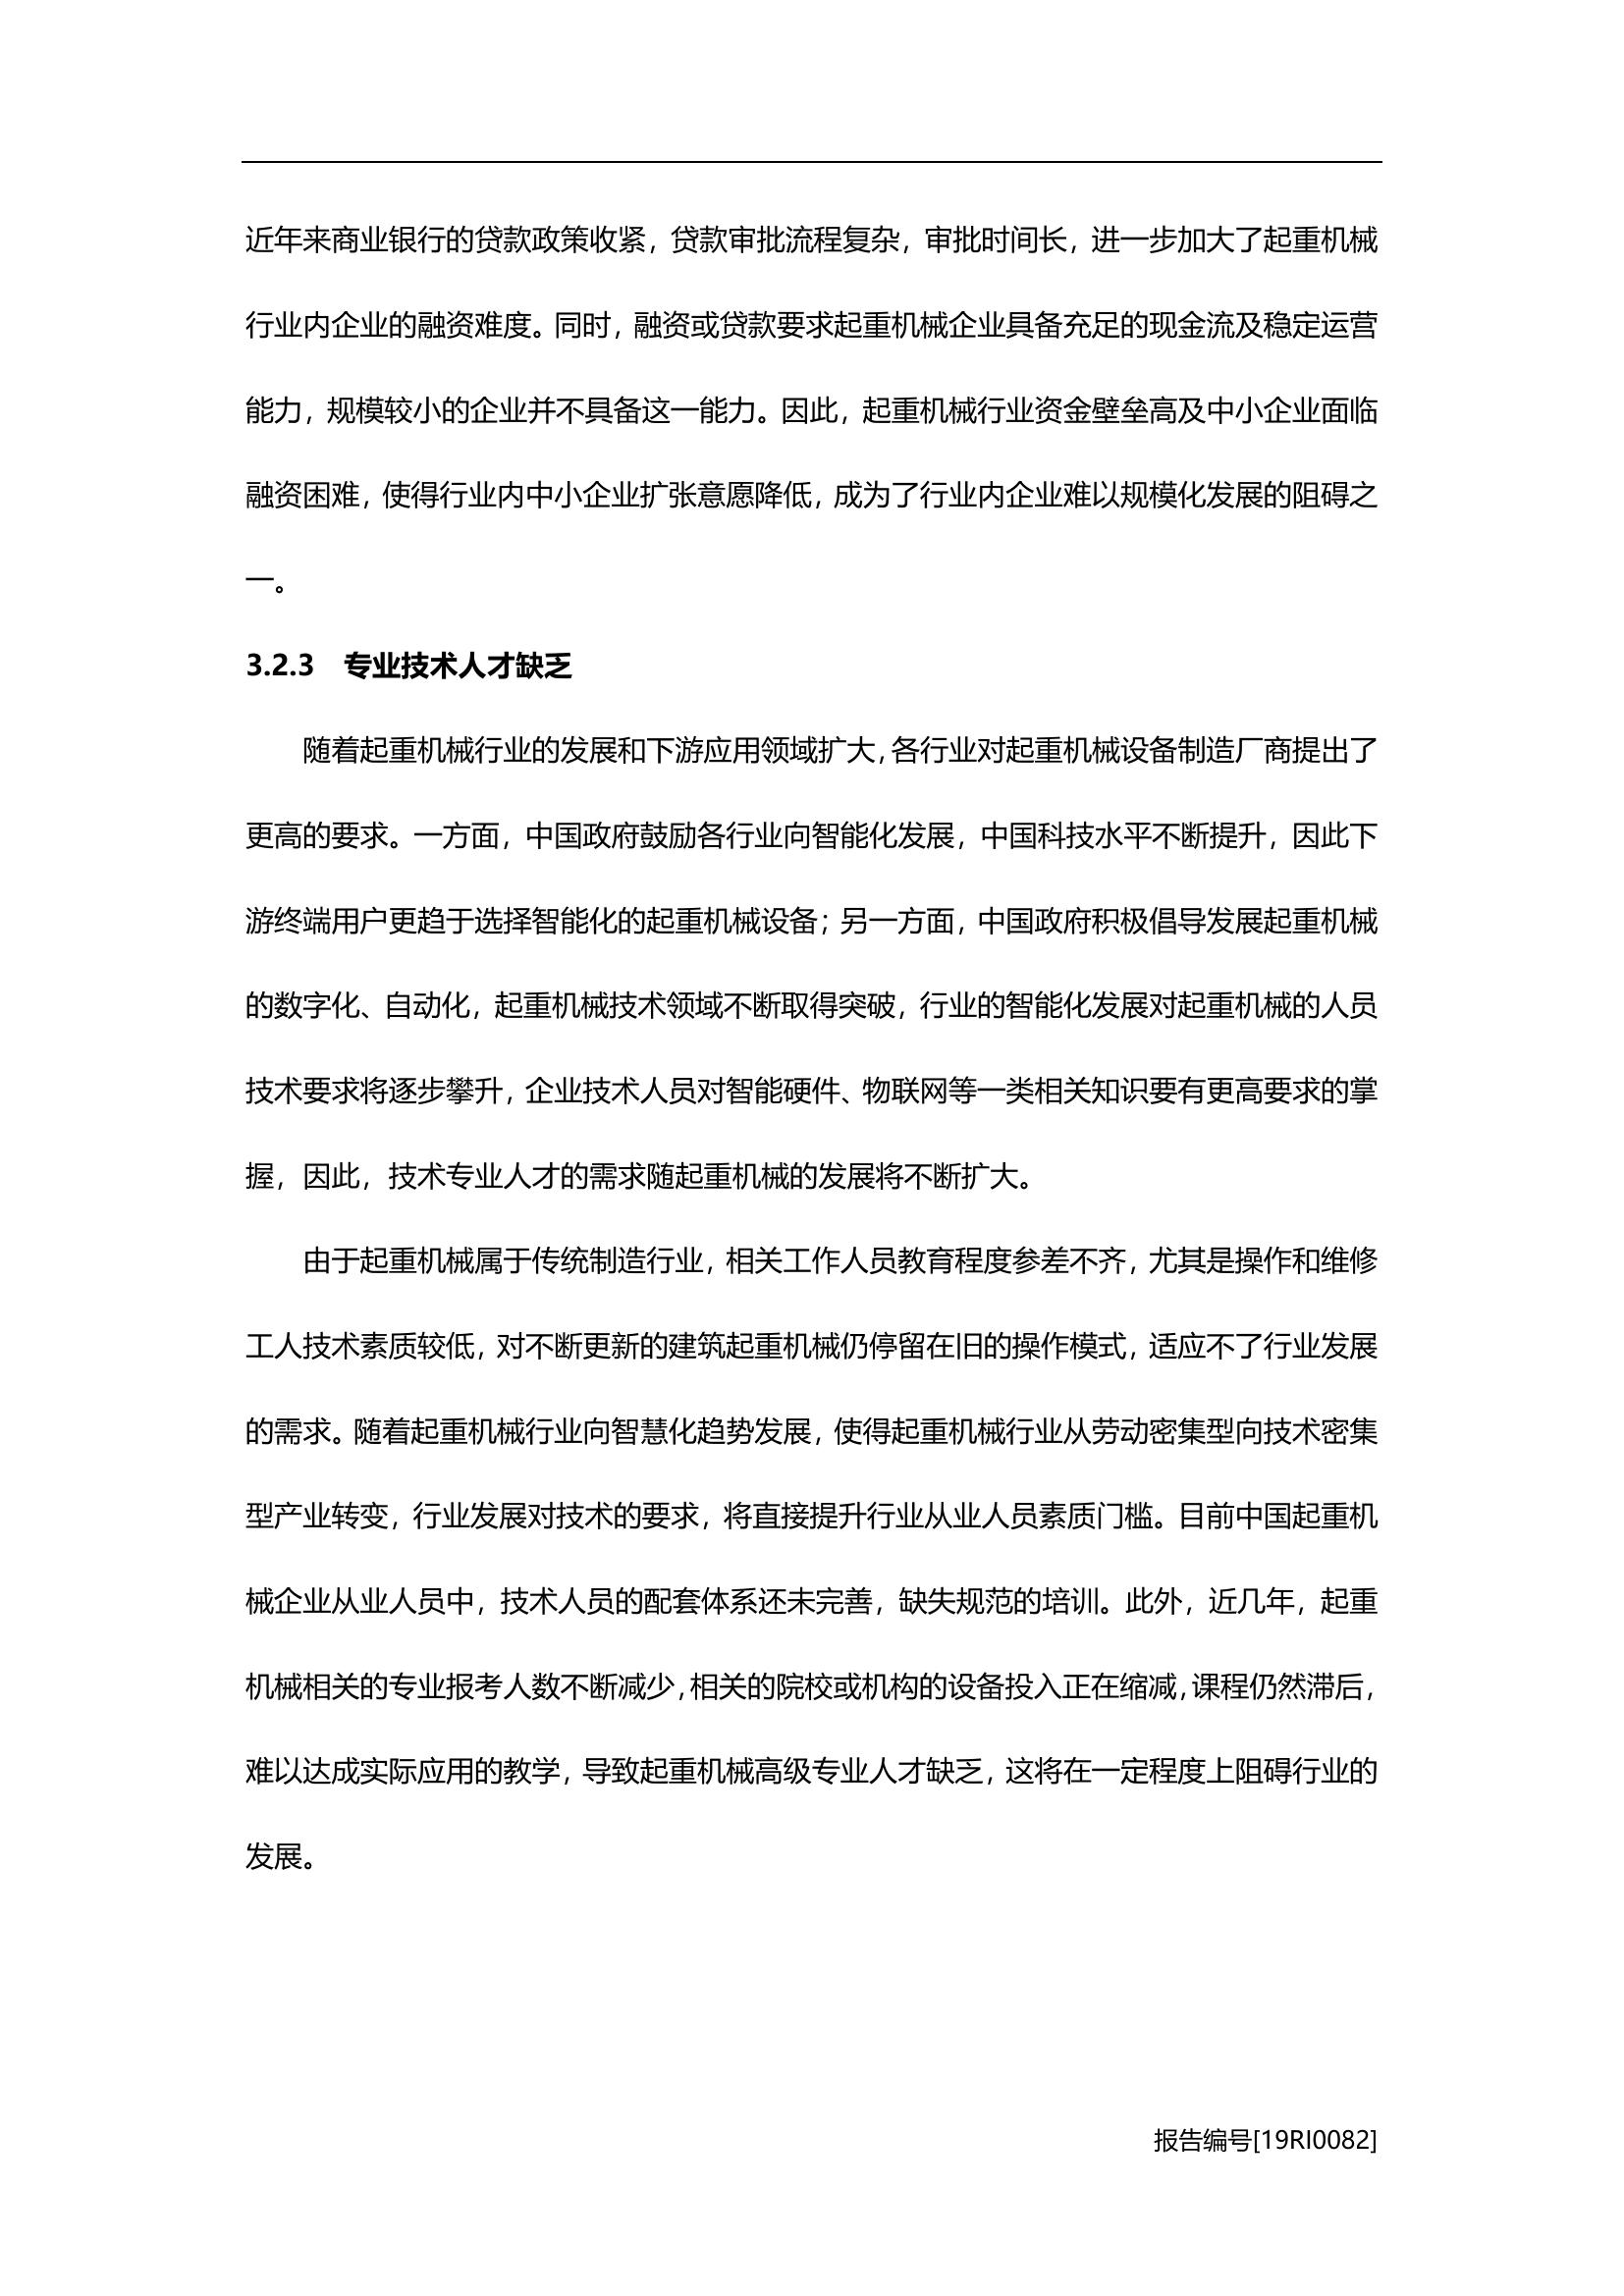 近年来商业银行的贷款政策收紧，贷款审批流程复杂，审批时间长，进一步加大了起重机械
行业内企业的融资难度。同时，融资或贷款要求起重机械企业具备充足的现金流及稳定运营
能力，规模较小的企业并不具备这一能力。因此，起重机械行业资金壁垒高及中小企业面临
融资困难，使得行业内中小企业扩张意愿降低，成为了行业内企业难以规模化发展的阻碍之
一。
3.2.3 专业技术人才缺乏
随着起重机械行业的发展和下游应用领域扩大，各行业对起重机械设备制造厂商提出了
更高的要求。一方面，中国政府鼓励各行业向智能化发展，中国科技水平不断提升，因此下
游终端用户更趋于选择智能化的起重机械设备；另一方面，中国政府积极倡导发展起重机械
的数字化、自动化，起重机械技术领域不断取得突破，行业的智能化发展对起重机械的人员
技术要求将逐步攀升，企业技术人员对智能硬件、物联网等一类相关知识要有更高要求的掌
握，因此，技术专业人才的需求随起重机械的发展将不断扩大。
由于起重机械属于传统制造行业，相关工作人员教育程度参差不齐，尤其是操作和维修
工人技术素质较低，对不断更新的建筑起重机械仍停留在旧的操作模式，适应不了行业发展
的需求。随着起重机械行业向智慧化趋势发展，使得起重机械行业从劳动密集型向技术密集
型产业转变，行业发展对技术的要求，将直接提升行业从业人员素质门槛。目前中国起重机
械企业从业人员中，技术人员的配套体系还未完善，缺失规范的培训。此外，近几年，起重
机械相关的专业报考人数不断减少，相关的院校或机构的设备投入正在缩减，课程仍然滞后，
难以达成实际应用的教学，导致起重机械高级专业人才缺乏，这将在一定程度上阻碍行业的
发展。
报告编号[19RI0082]